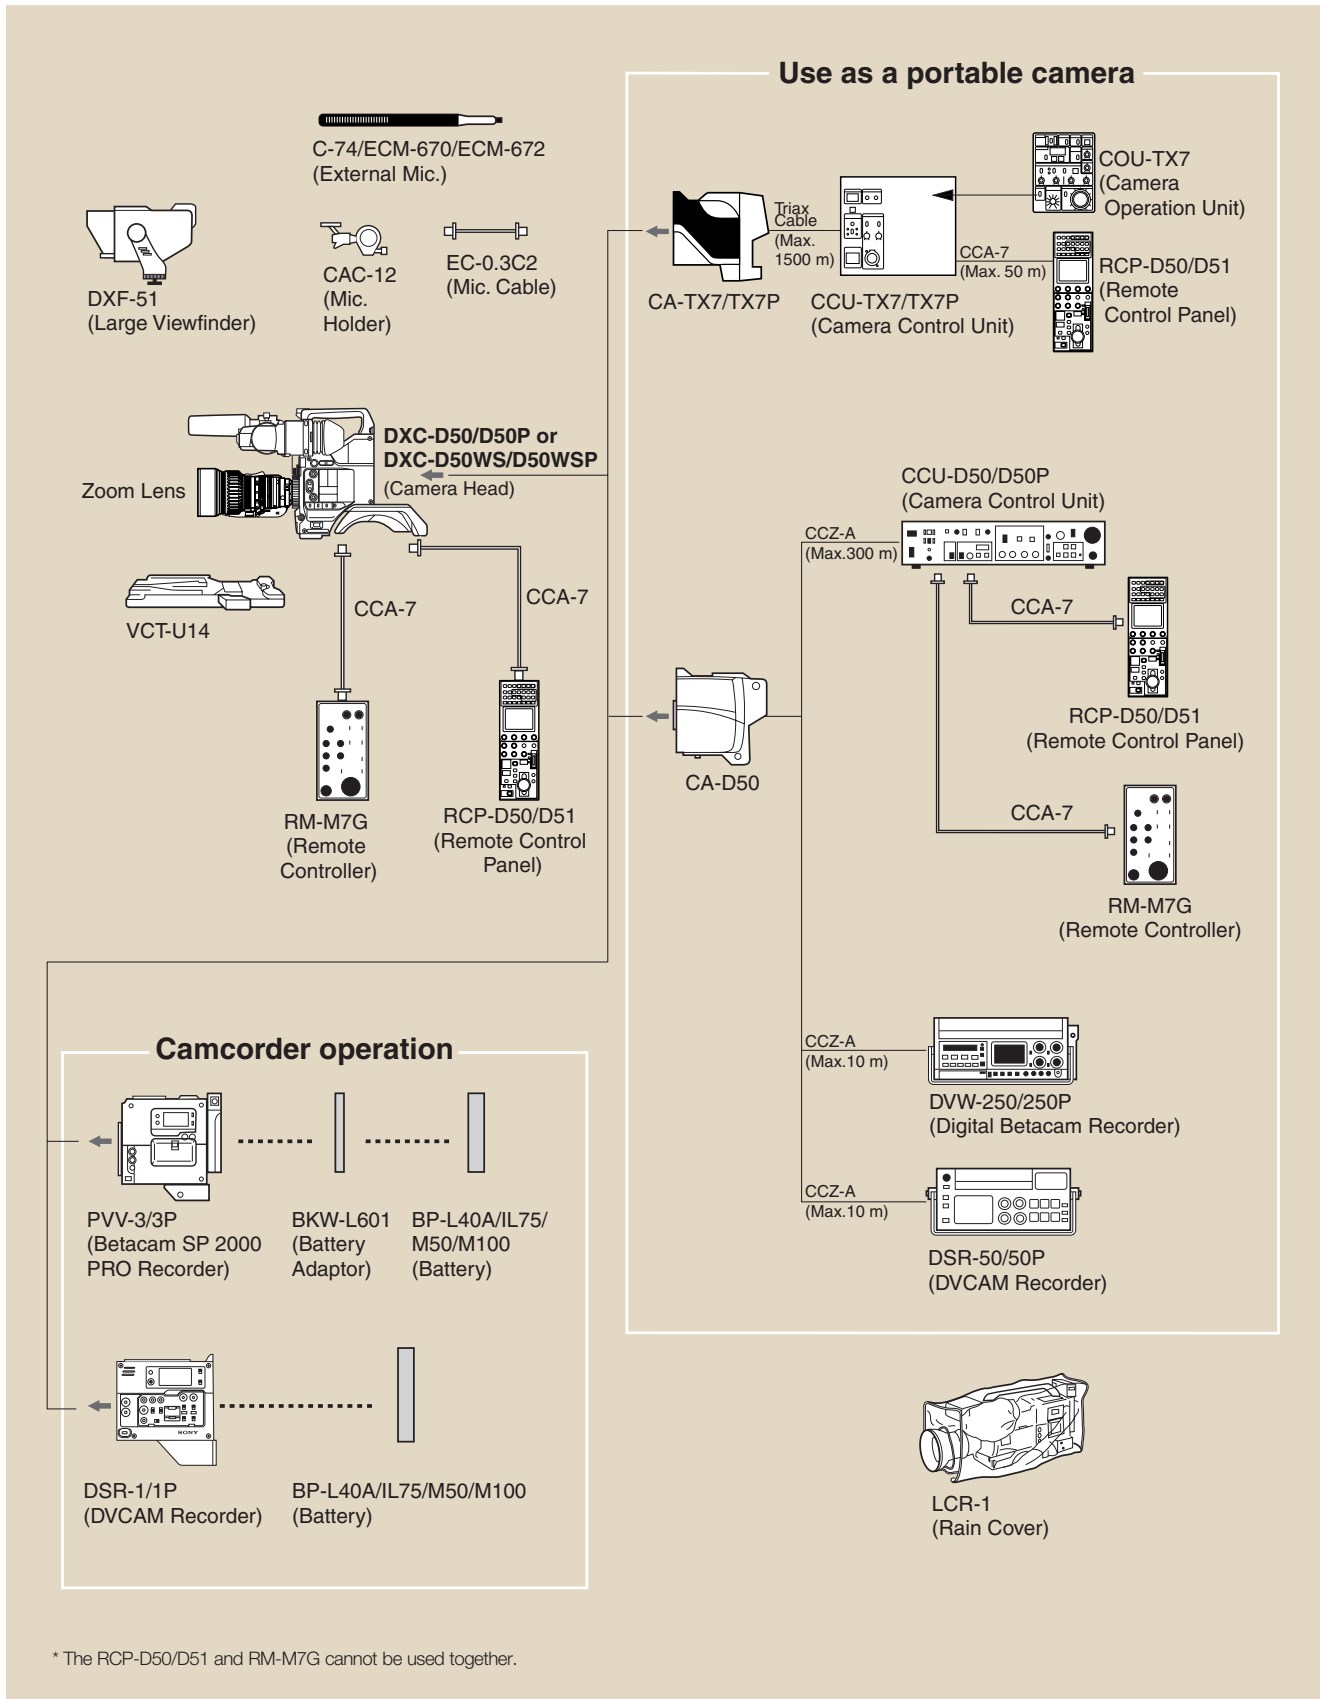 Use as a portable camera
C-74/ECM-670/ECM-672
(External Mic.)
DXF-51
(Large Viewfinder)
CAC-12
(Mic.
Holder)
EC-0.3C2
(Mic. Cable)
CA-TX7/TX7P
Triax
Cable
(Max.
1500 m)
CCU-TX7/TX7P
(Camera Control Unit)
COU-TX7
(Camera
Operation Unit)
CCA-7
(Max. 50 m)
RCP-D50/D51
(Remote
Control Panel)
Zoom Lens
DXC-D50/D50P or
DXC-D50WS/D50WSP
(Camera Head)
VCT-U14
CCA-7
CCA-7
RM-M7G
(Remote
Controller)
RCP-D50/D51
(Remote Control
Panel)
CA-D50
CCU-D50/D50P
(Camera Control Unit)
CCZ-A
(Max.300 m)
CCA-7
RCP-D50/D51
(Remote Control Panel)
CCA-7
RM-M7G
(Remote Controller)
CCZ-A
(Max.10 m)
DVW-250/250P
(Digital Betacam Recorder)
CCZ-A
(Max.10 m)
DSR-50/50P
(DVCAM Recorder)
Camcorder operation
PVV-3/3P
(Betacam SP 2000
PRO Recorder)
BKW-L601
(Battery
Adaptor)
BP-L40A/IL75/
M50/M100
(Battery)
SONY
DSR-1/1P
(DVCAM Recorder)
BP-L40A/IL75/M50/M100
(Battery)
LCR-1
(Rain Cover)
* The RCP-D50/D51 and RM-M7G cannot be used together.